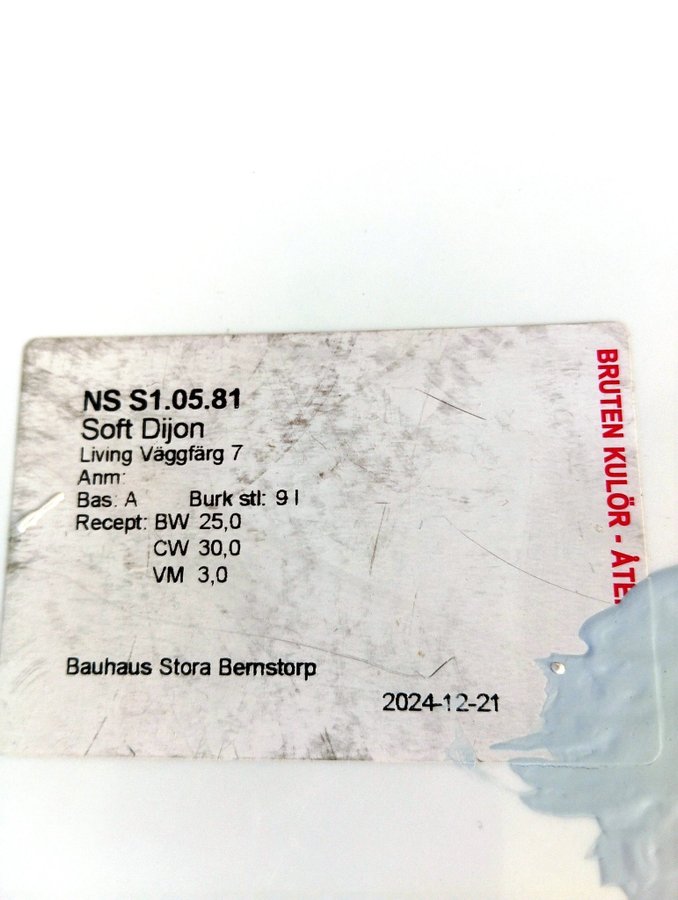 NS S1.05.81
Soft Dijon
Living Väggfärg 7
Anm:
Bas: A Burk stl: 9 l
Recept: BW 25,0
CW 30,0
VM 3,0
Bauhaus Stora Bernstorp
2024-12-21
BRUTEN KULÖR -